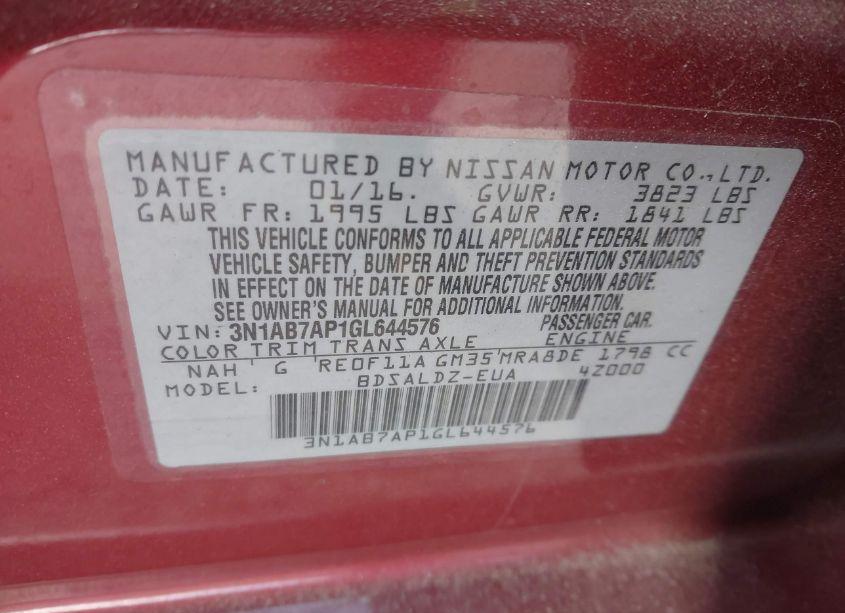 MANUFACTURED BY NISSAN MOTOR CO.,LTD.
DATE: 01/16. GVWR: 3823 LBS
GAWR FR: 1995 LBS GAWR RR: 1841 LBS
THIS VEHICLE CONFORMS TO ALL APPLICABLE FEDERAL MOTOR
VEHICLE SAFETY, BUMPER AND THEFT PREVENTION STANDARDS
IN EFFECT ON THE DATE OF MANUFACTURE SHOWN ABOVE.
SEE OWNER'S MANUAL FOR ADDITIONAL INFORMATION.
VIN: 3N1AB7AP1GL644576 PASSENGER CAR.
COLOR TRIM TRANS AXLE ENGINE
NAH G RE0F11A GM35 MRA8DE 1798 CC
BDSALDZ-EUA 4Z000
3N1AB7AP1GL644576